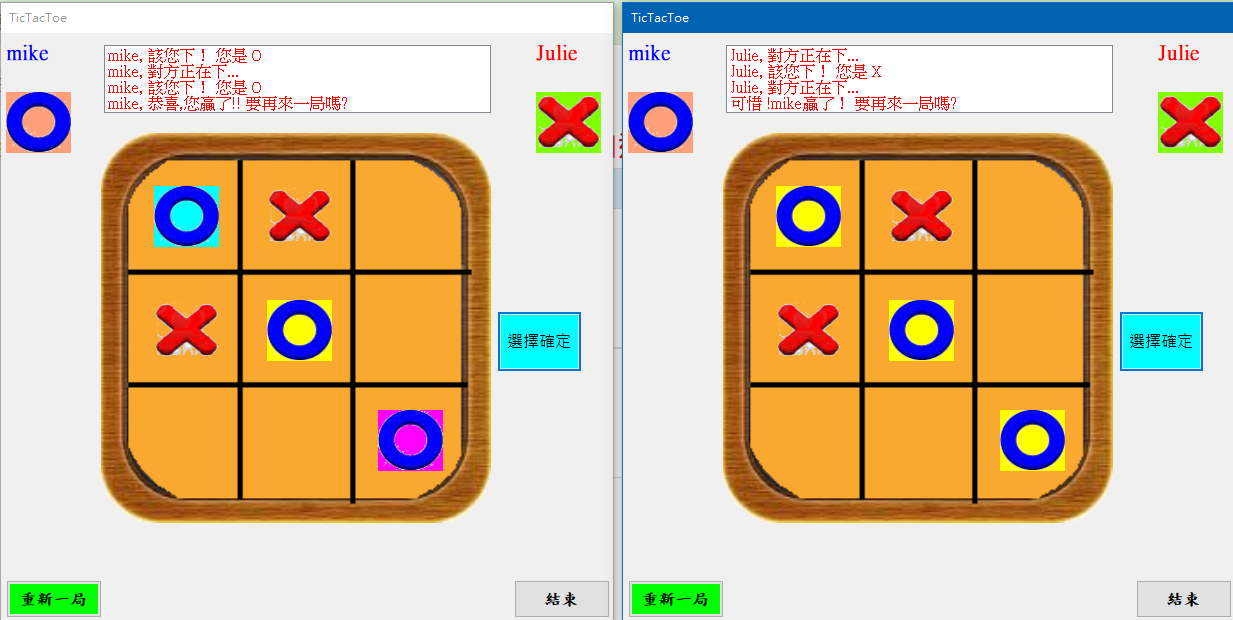 TicTacToe
mike
Julie
mike, 該您下！ 您是 O
mike, 對方正在下...
mike, 該您下！ 您是 O
mike, 恭喜,您贏了!! 要再來一局嗎?
選擇確定
重新一局
結束
TicTacToe
mike
Julie
Julie, 對方正在下...
Julie, 該您下！ 您是 X
Julie, 對方正在下...
可惜 !mike贏了！ 要再來一局嗎?
選擇確定
重新一局
結束